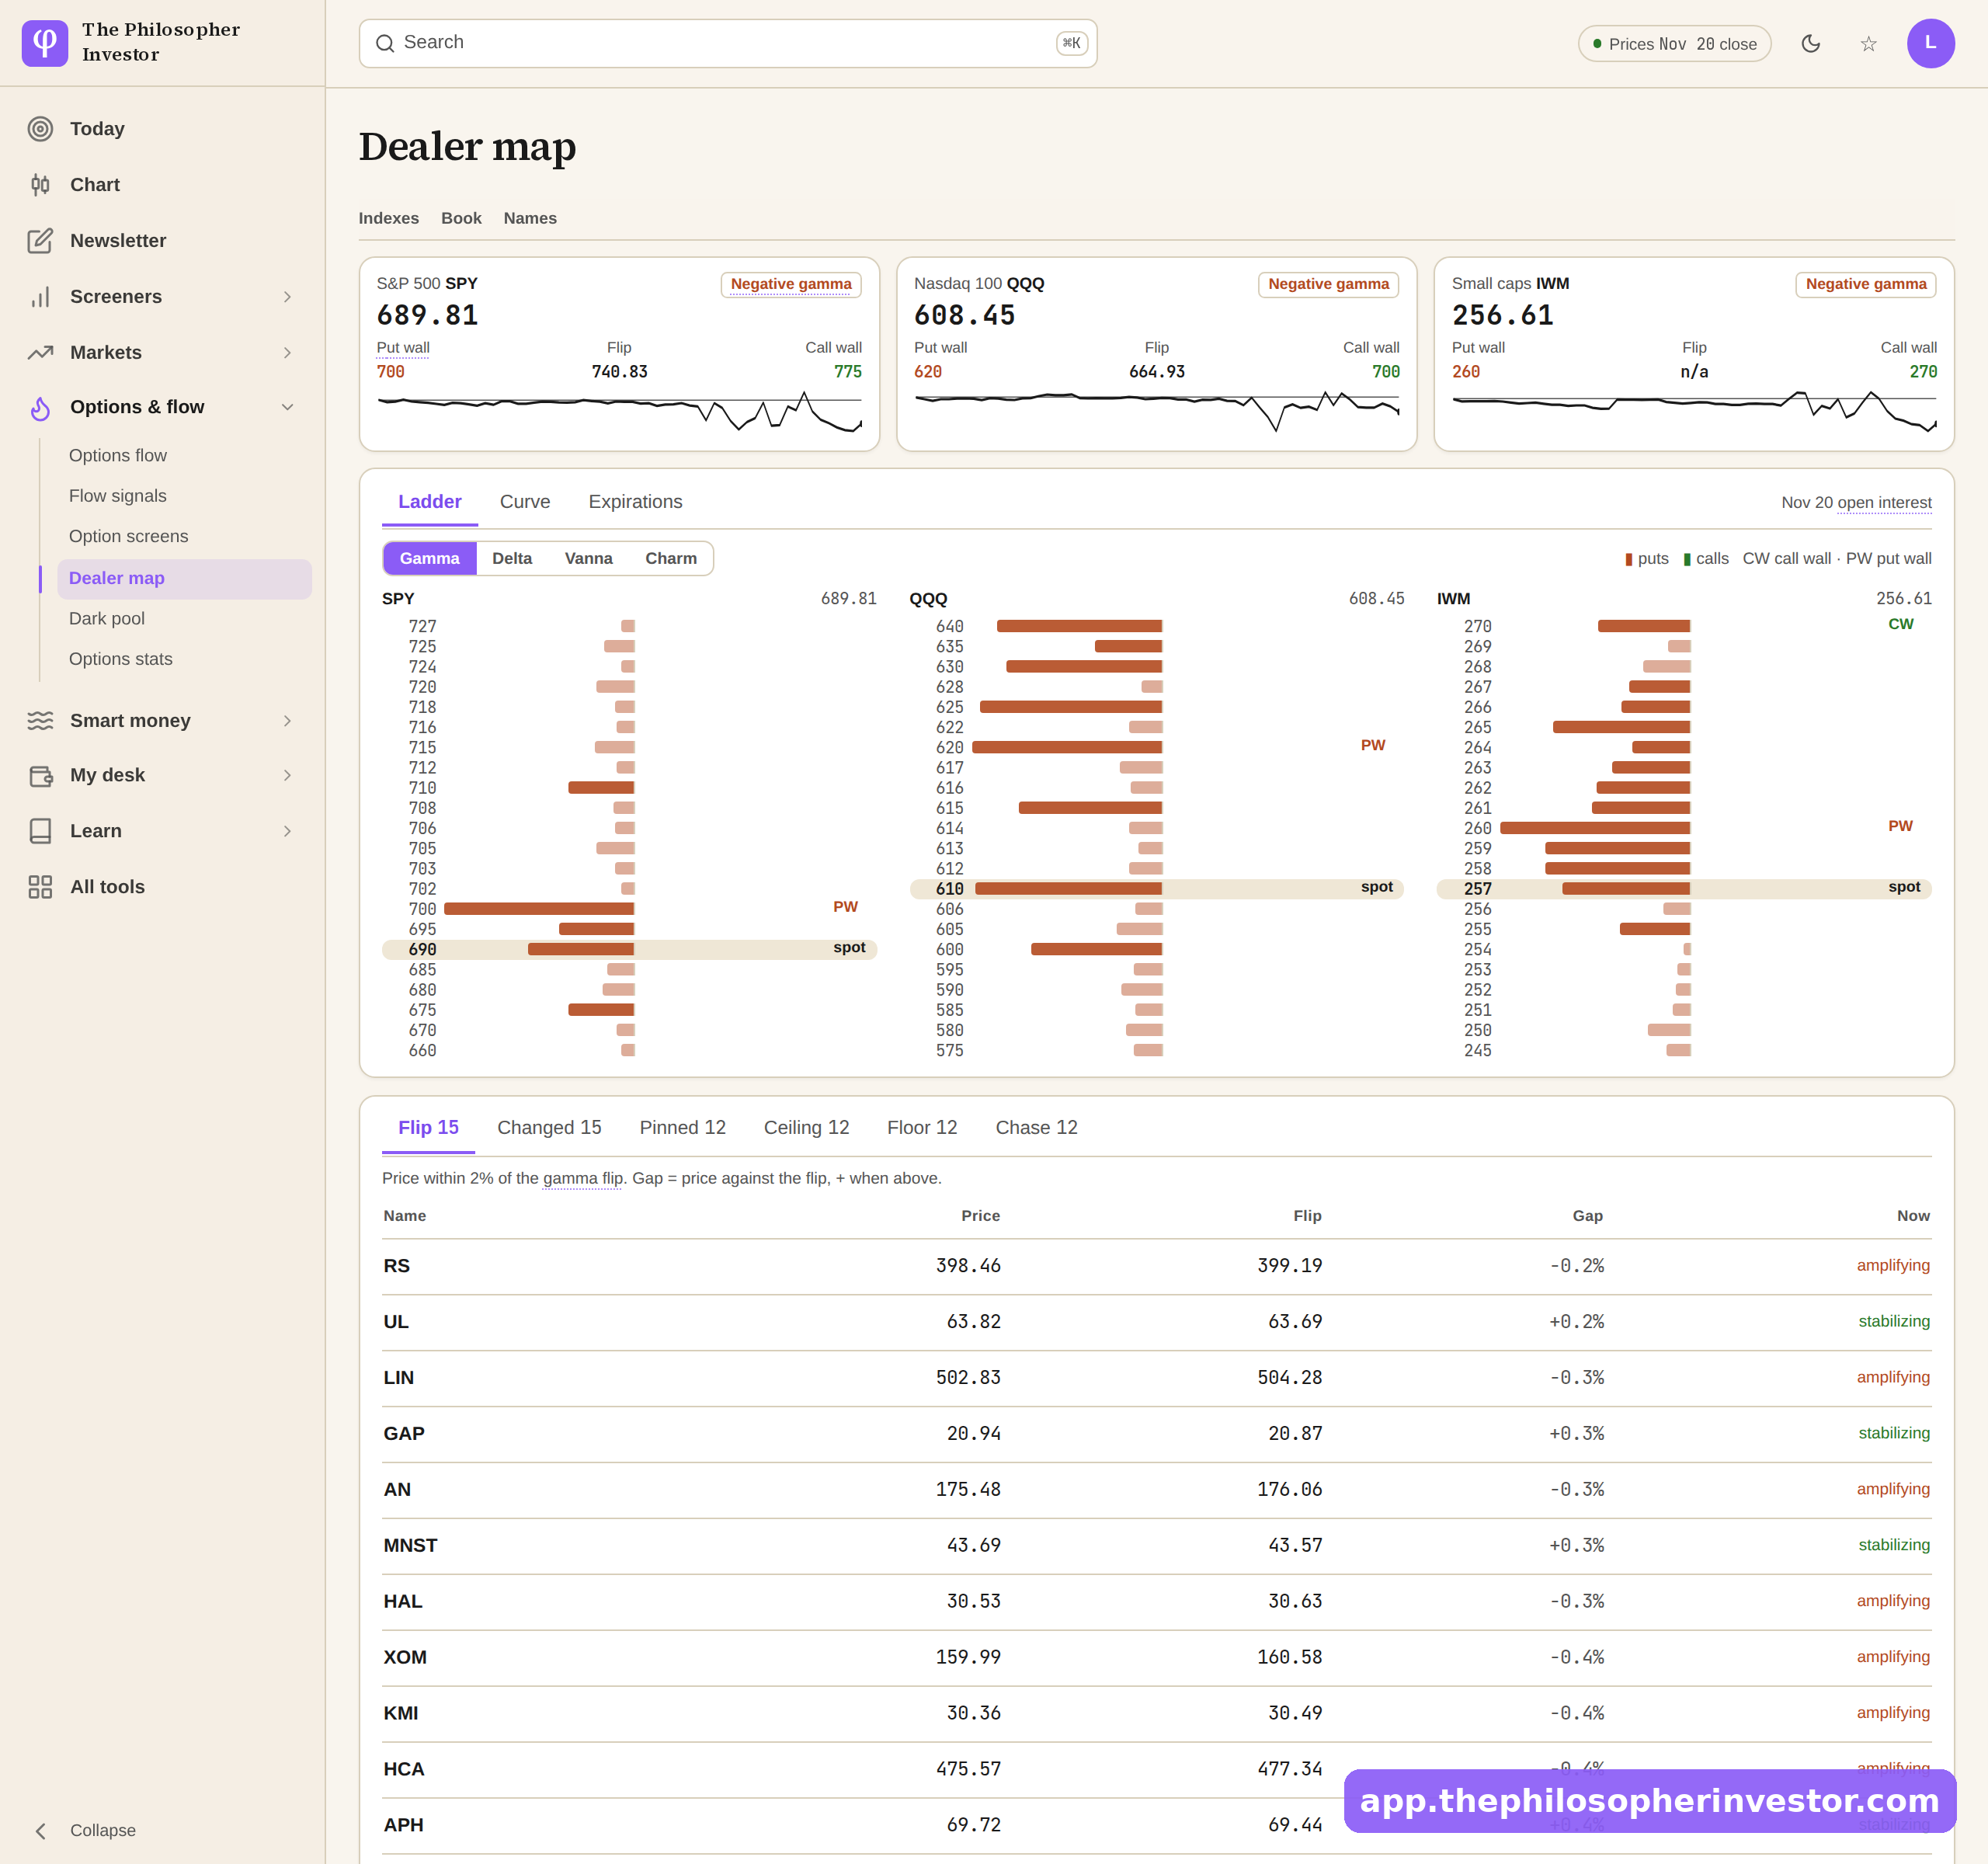 φ The Philosopher
Investor
Search ⌘K
Prices Nov 20 close ☆ L
Today
Chart
Newsletter
Screeners
Markets
Options & flow
Options flow
Flow signals
Option screens
Dealer map
Dark pool
Options stats
Smart money
My desk
Learn
All tools
Collapse
Dealer map
Indexes Book Names
S&P 500 SPY Negative gamma
689.81
Put wall Flip Call wall
700 740.83 775
Nasdaq 100 QQQ Negative gamma
608.45
Put wall Flip Call wall
620 664.93 700
Small caps IWM Negative gamma
256.61
Put wall Flip Call wall
260 n/a 270
Ladder Curve Expirations Nov 20 open interest
Gamma Delta Vanna Charm puts calls CW call wall · PW put wall
SPY 689.81
727
725
724
720
718
716
715
712
710
708
706
705
703
702
700 PW
695
690 spot
685
680
675
670
660
QQQ 608.45
640
635
630
628
625
622
620 PW
617
616
615
614
613
612
610 spot
606
605
600
595
590
585
580
575
IWM 256.61
270 CW
269
268
267
266
265
264
263
262
261
260 PW
259
258
257 spot
256
255
254
253
252
251
250
245
Flip 15 Changed 15 Pinned 12 Ceiling 12 Floor 12 Chase 12
Price within 2% of the gamma flip. Gap = price against the flip, + when above.
Name Price Flip Gap Now
RS 398.46 399.19 -0.2% amplifying
UL 63.82 63.69 +0.2% stabilizing
LIN 502.83 504.28 -0.3% amplifying
GAP 20.94 20.87 +0.3% stabilizing
AN 175.48 176.06 -0.3% amplifying
MNST 43.69 43.57 +0.3% stabilizing
HAL 30.53 30.63 -0.3% amplifying
XOM 159.99 160.58 -0.4% amplifying
KMI 30.36 30.49 -0.4% amplifying
HCA 475.57 477.34 -0.4% amplifying
APH 69.72 69.44 +0.4% stabilizing
app.thephilosopherinvestor.com